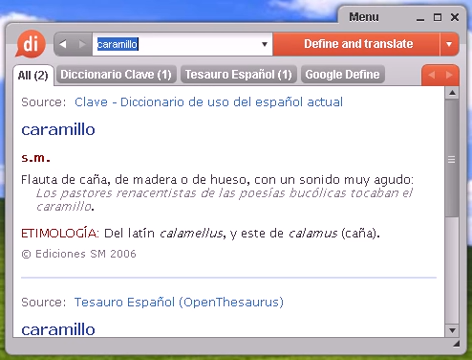 Menu
di
caramillo
Define and translate
All (2)
Diccionario Clave (1)
Tesauro Español (1)
Google Define
Source: Clave - Diccionario de uso del español actual
caramillo
s.m.
Flauta de caña, de madera o de hueso, con un sonido muy agudo:
Los pastores renacentistas de las poesías bucólicas tocaban el
caramillo.
ETIMOLOGÍA: Del latín calamellus, y este de calamus (caña).
© Ediciones SM 2006
Source: Tesauro Español (OpenThesaurus)
caramillo